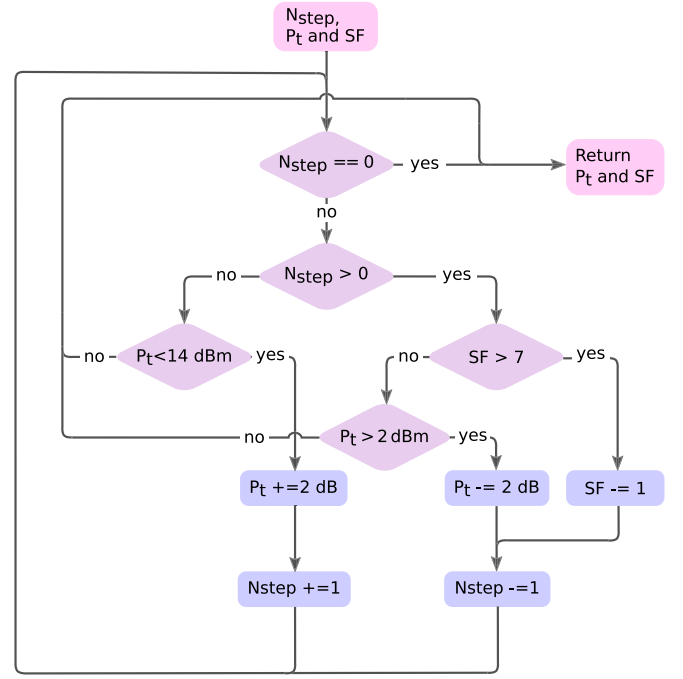 Nstep,
Pt and SF
Nstep == 0
yes
Return
Pt and SF
no
Nstep > 0
no
yes
Pt<14 dBm
no
yes
SF > 7
no
yes
Pt > 2 dBm
no
yes
Pt +=2 dB
Pt -= 2 dB
SF -= 1
Nstep +=1
Nstep -=1